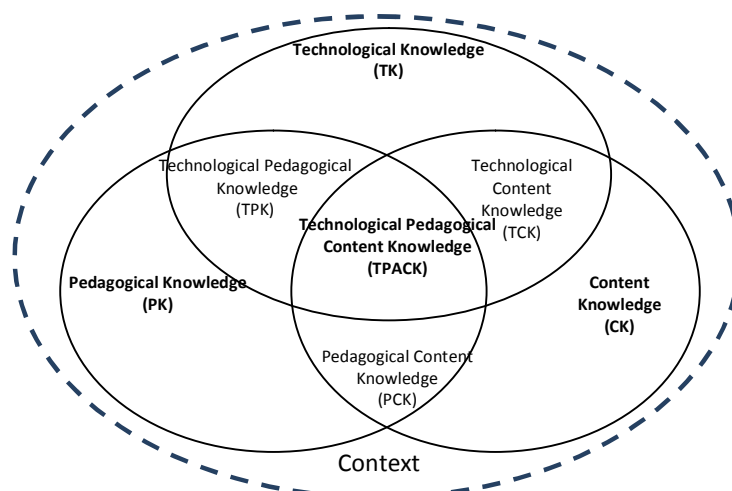 Technological Knowledge
(TK)
Technological Pedagogical
Knowledge
(TPK)
Technological
Content
Knowledge
(TCK)
Technological Pedagogical
Content Knowledge
(TPACK)
Pedagogical Knowledge
(PK)
Content
Knowledge
(CK)
Pedagogical Content
Knowledge
(PCK)
Context